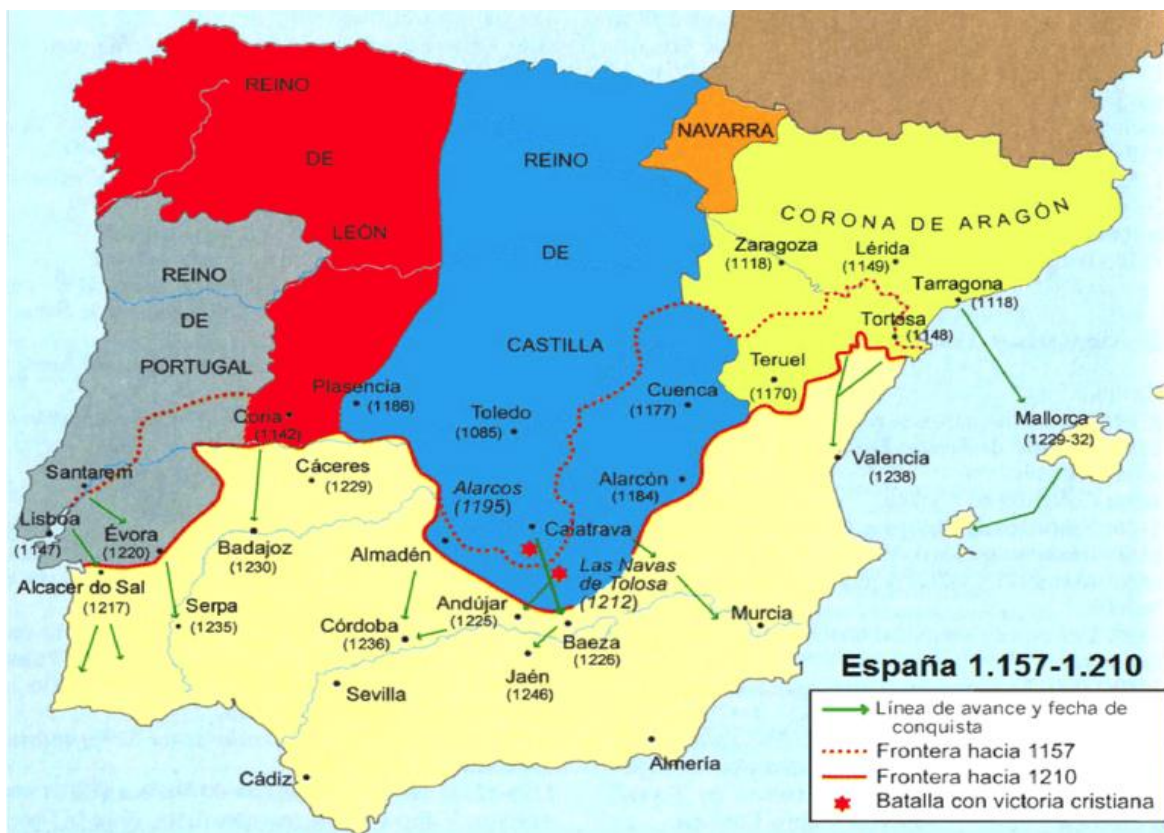 REINO
DE
LEÓN
REINO
DE
CASTILLA
NAVARRA
CORONA DE ARAGÓN
REINO
DE
PORTUGAL
Zaragoza
(1118)
Lérida
(1149)
Tarragona
(1118)
Tortosa
(1148)
Teruel
(1170)
Plasencia
(1186)
Toledo
(1085)
Cuenca
(1177)
Coria
(1142)
Mallorca
(1229-32)
Santarem
Cáceres
(1229)
Alarcos
(1195)
Alarcón
(1184)
Valencia
(1238)
Lisboa
(1147)
Évora
(1220)
Badajoz
(1230)
Almadén
Calatrava
Las Navas
de Tolosa
(1212)
Alcacer do Sal
(1217)
Serpa
(1235)
Córdoba
(1236)
Andújar
(1225)
Baeza
(1226)
Murcia
Jaén
(1246)
Sevilla
Almería
Cádiz
España 1.157-1.210
Línea de avance y fecha de
conquista
Frontera hacia 1157
Frontera hacia 1210
Batalla con victoria cristiana